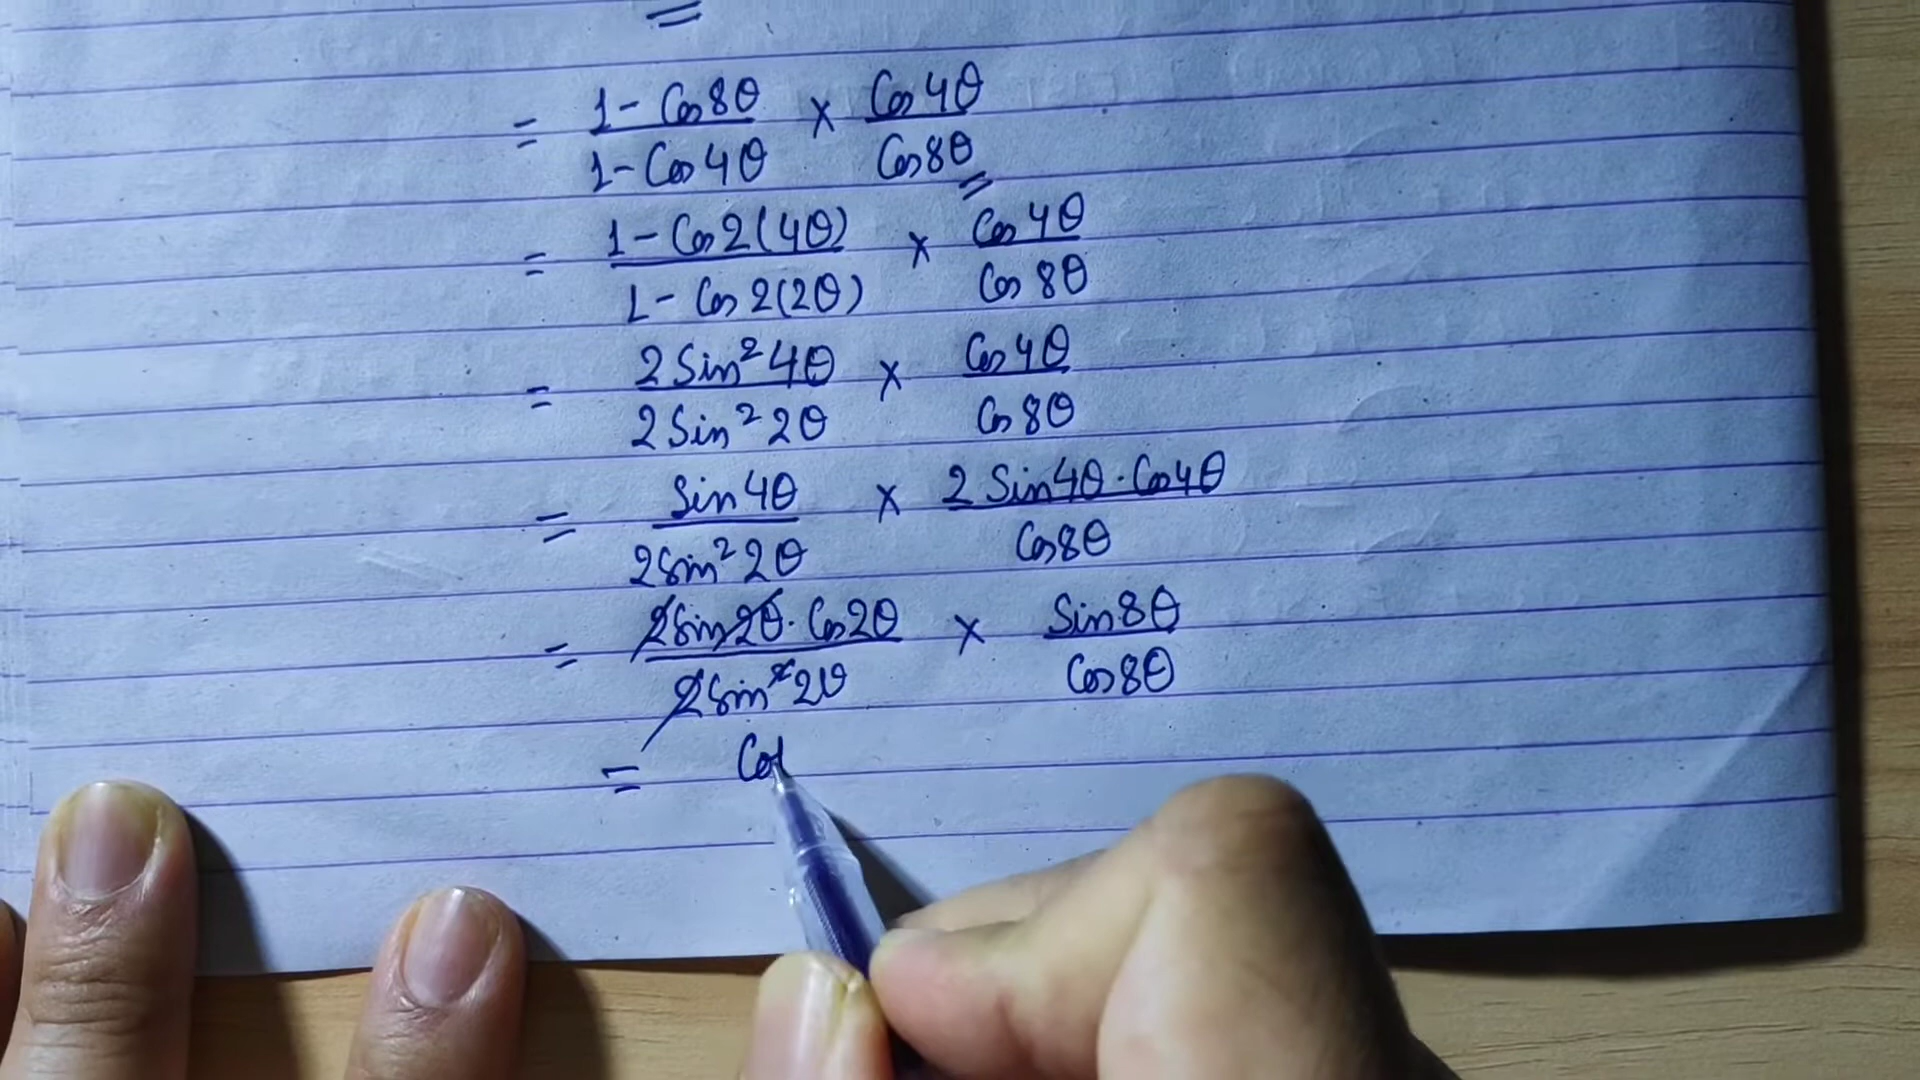 =
= 1-Cos8θ / 1-Cos4θ × Cos4θ / Cos8θ
= 1-Cos2(4θ) / 1-Cos2(2θ) × Cos4θ / Cos8θ
= 2Sin²4θ / 2Sin²2θ × Cos4θ / Cos8θ
= Sin4θ / 2Sin²2θ × 2Sin4θ·Cos4θ / Cos8θ
= 2Sin2θ·Cos2θ / 2Sin²2θ × Sin8θ / Cos8θ
= Cot